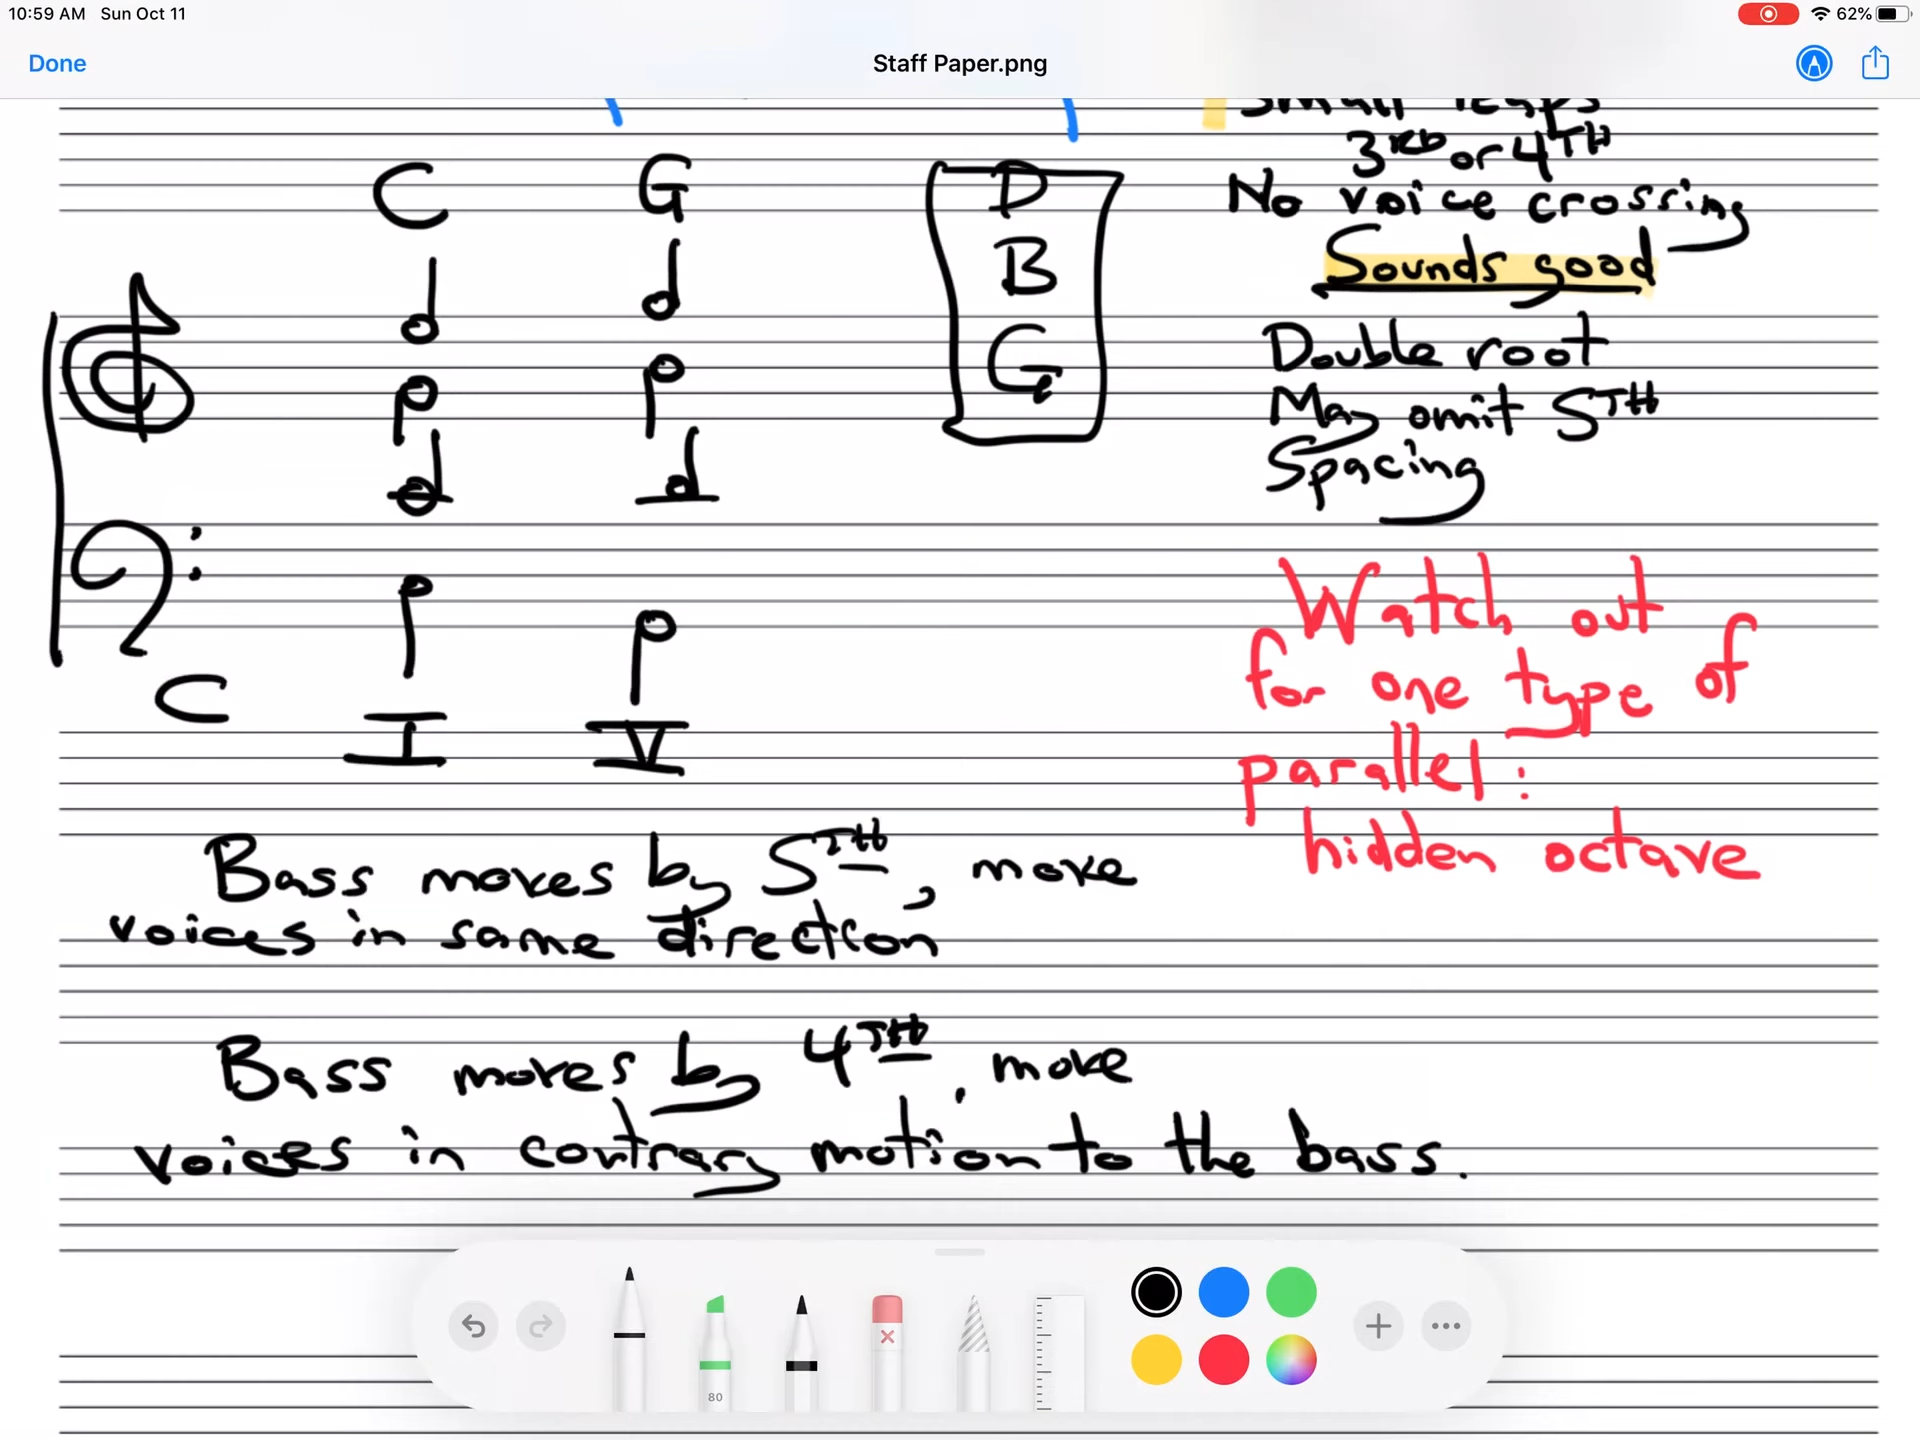 10:59 AM Sun Oct 11
62%
Done
Staff Paper.png
Small leaps
3RD or 4TH
No voice crossing
Sounds good
Double root
May omit 5TH
Spacing
C G
D
B
G
C I V
Watch out
for one type of
parallel:
hidden octave
Bass moves by 5th, move
voices in same direction
Bass moves by 4th, move
voices in contrary motion to the bass.
80